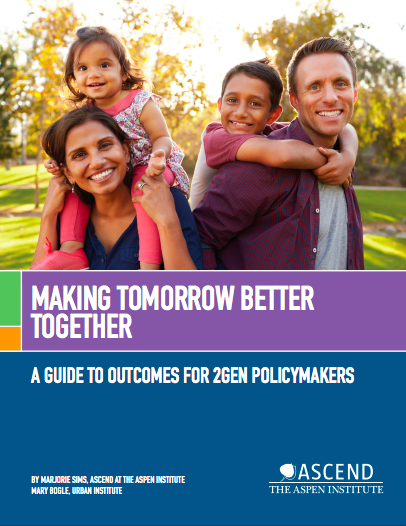 MAKING TOMORROW BETTER
TOGETHER
A GUIDE TO OUTCOMES FOR 2GEN POLICYMAKERS
BY MARJORIE SIMS, ASCEND AT THE ASPEN INSTITUTE
MARY BOGLE, URBAN INSTITUTE
ASCEND
THE ASPEN INSTITUTE